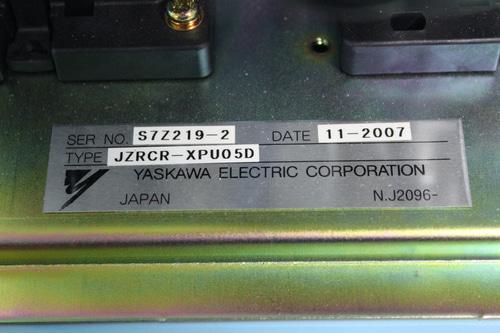 SER NO. S7Z219-2 DATE 11-2007
TYPE JZRCR-XPU05D
YASKAWA ELECTRIC CORPORATION
JAPAN N.J2096-